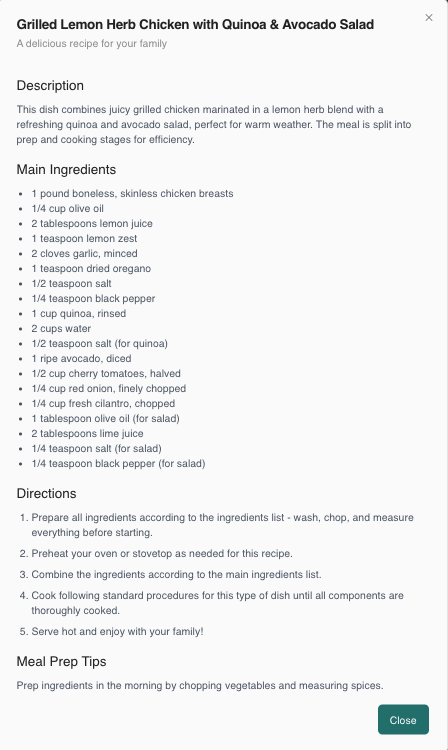 Grilled Lemon Herb Chicken with Quinoa & Avocado Salad
×
A delicious recipe for your family
Description
This dish combines juicy grilled chicken marinated in a lemon herb blend with a
refreshing quinoa and avocado salad, perfect for warm weather. The meal is split into
prep and cooking stages for efficiency.
Main Ingredients
• 1 pound boneless, skinless chicken breasts
• 1/4 cup olive oil
• 2 tablespoons lemon juice
• 1 teaspoon lemon zest
• 2 cloves garlic, minced
• 1 teaspoon dried oregano
• 1/2 teaspoon salt
• 1/4 teaspoon black pepper
• 1 cup quinoa, rinsed
• 2 cups water
• 1/2 teaspoon salt (for quinoa)
• 1 ripe avocado, diced
• 1/2 cup cherry tomatoes, halved
• 1/4 cup red onion, finely chopped
• 1/4 cup fresh cilantro, chopped
• 1 tablespoon olive oil (for salad)
• 2 tablespoons lime juice
• 1/4 teaspoon salt (for salad)
• 1/4 teaspoon black pepper (for salad)
Directions
1. Prepare all ingredients according to the ingredients list - wash, chop, and measure
everything before starting.
2. Preheat your oven or stovetop as needed for this recipe.
3. Combine the ingredients according to the main ingredients list.
4. Cook following standard procedures for this type of dish until all components are
thoroughly cooked.
5. Serve hot and enjoy with your family!
Meal Prep Tips
Prep ingredients in the morning by chopping vegetables and measuring spices.
Close